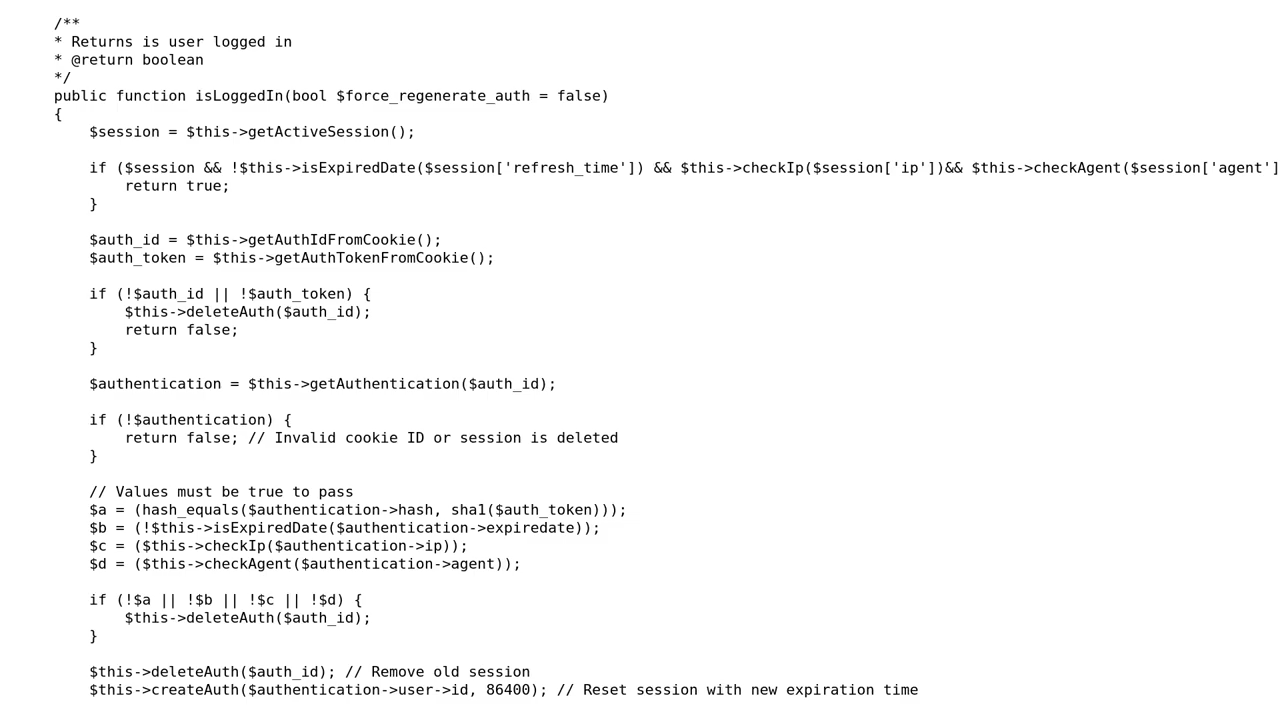 /**
* Returns is user logged in
* @return boolean
*/
public function isLoggedIn(bool $force_regenerate_auth = false)
{
$session = $this->getActiveSession();
if ($session && !$this->isExpiredDate($session['refresh_time']) && $this->checkIp($session['ip'])&& $this->checkAgent($session['agent']
return true;
}
$auth_id = $this->getAuthIdFromCookie();
$auth_token = $this->getAuthTokenFromCookie();
if (!$auth_id || !$auth_token) {
$this->deleteAuth($auth_id);
return false;
}
$authentication = $this->getAuthentication($auth_id);
if (!$authentication) {
return false; // Invalid cookie ID or session is deleted
}
// Values must be true to pass
$a = (hash_equals($authentication->hash, sha1($auth_token)));
$b = (!$this->isExpiredDate($authentication->expiredate));
$c = ($this->checkIp($authentication->ip));
$d = ($this->checkAgent($authentication->agent));
if (!$a || !$b || !$c || !$d) {
$this->deleteAuth($auth_id);
}
$this->deleteAuth($auth_id); // Remove old session
$this->createAuth($authentication->user->id, 86400); // Reset session with new expiration time